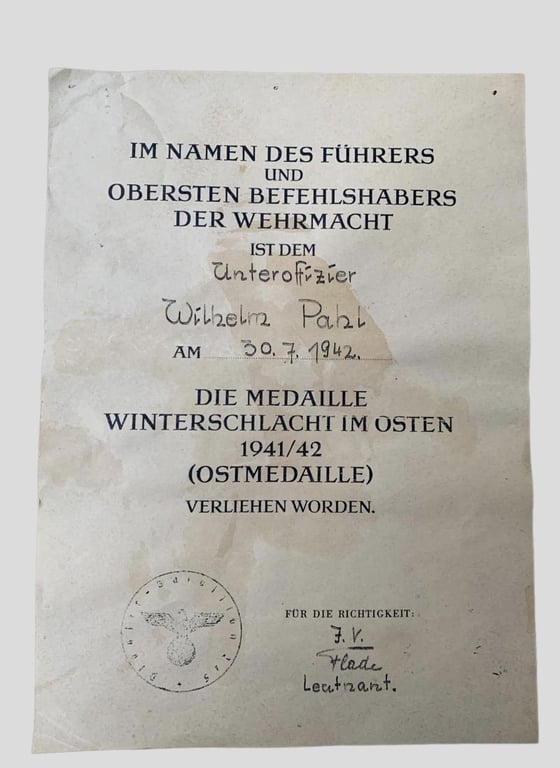 IM NAMEN DES FÜHRERS
UND
OBERSTEN BEFEHLSHABERS
DER WEHRMACHT
IST DEM
Unteroffizier
Wilhelm Pahl
AM 30.7.1942.
DIE MEDAILLE
WINTERSCHLACHT IM OSTEN
1941/42
(OSTMEDAILLE)
VERLIEHEN WORDEN.
FÜR DIE RICHTIGKEIT:
J.V.
Leutnant.